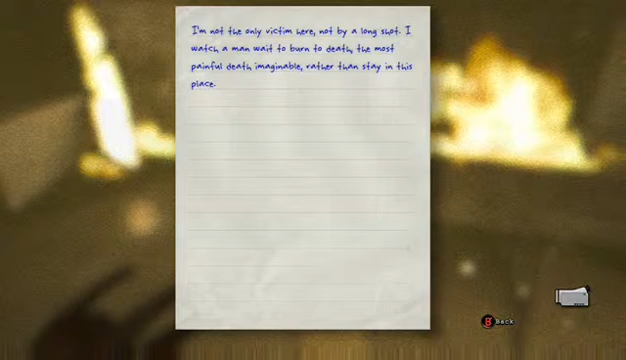 I'm not the only victim here, not by a long shot. I
watch a man wait to burn to death, the most
painful death imaginable, rather than stay in this
place.
B Back